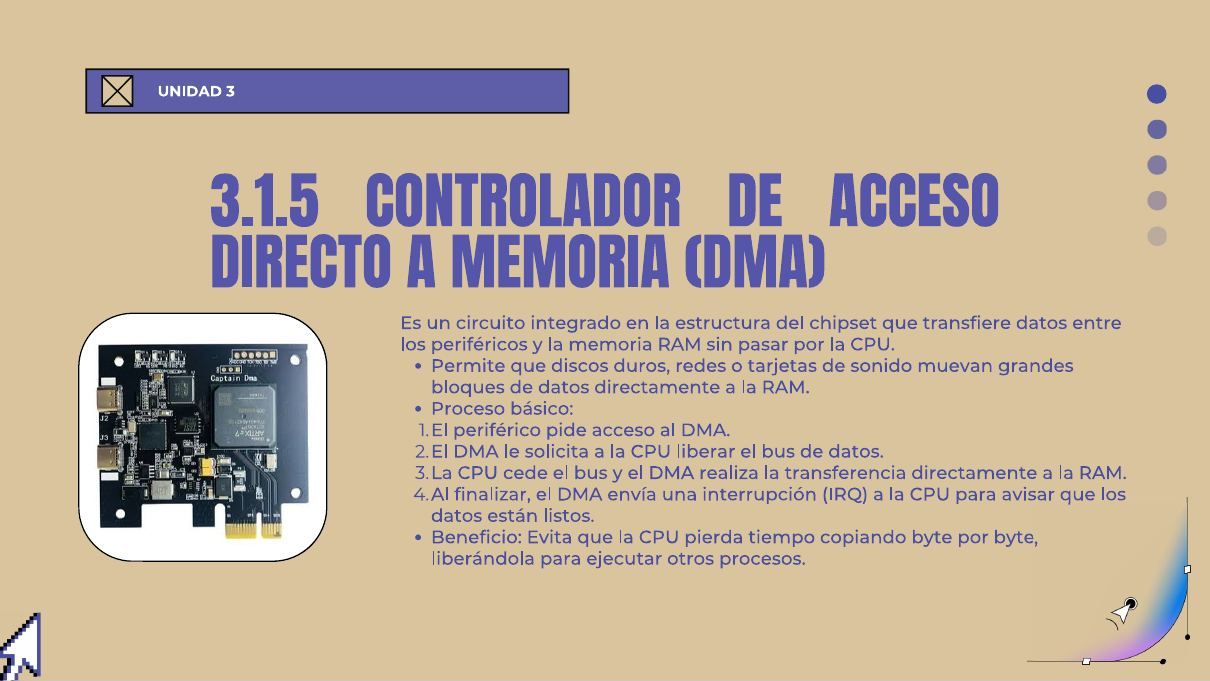 UNIDAD 3
3.1.5 CONTROLADOR DE ACCESO
DIRECTO A MEMORIA (DMA)
Es un circuito integrado en la estructura del chipset que transfiere datos entre
los periféricos y la memoria RAM sin pasar por la CPU.
• Permite que discos duros, redes o tarjetas de sonido muevan grandes
bloques de datos directamente a la RAM.
• Proceso básico:
1. El periférico pide acceso al DMA.
2. El DMA le solicita a la CPU liberar el bus de datos.
3. La CPU cede el bus y el DMA realiza la transferencia directamente a la RAM.
4. Al finalizar, el DMA envía una interrupción (IRQ) a la CPU para avisar que los
datos están listos.
• Beneficio: Evita que la CPU pierda tiempo copiando byte por byte,
liberándola para ejecutar otros procesos.
Captain Dma
J2
J3
ARTIX-7